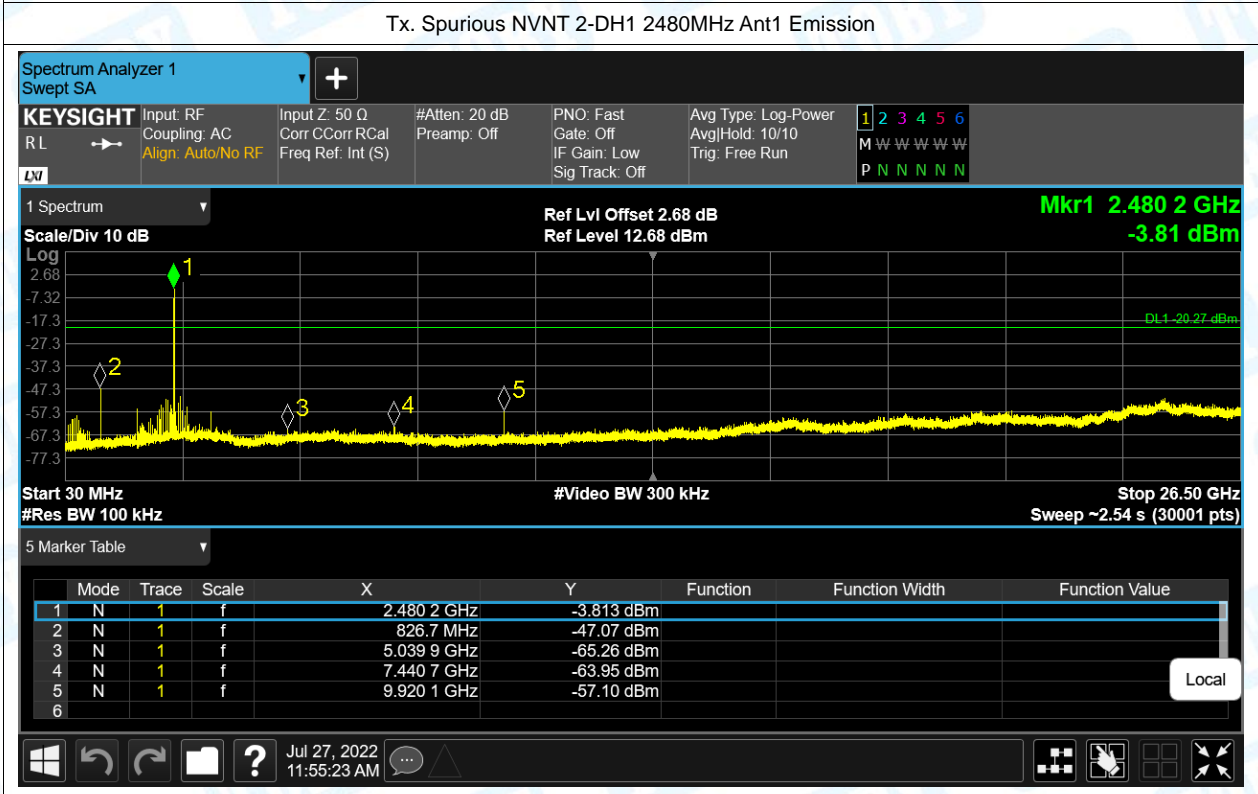 Tx. Spurious NVNT 2-DH1 2480MHz Ant1 Emission
Spectrum Analyzer 1
Swept SA
KEYSIGHT
RL
LXI
Input: RF
Coupling: AC
Align: Auto/No RF
Input Z: 50 Ω
Corr CCorr RCal
Freq Ref: Int (S)
#Atten: 20 dB
Preamp: Off
PNO: Fast
Gate: Off
IF Gain: Low
Sig Track: Off
Avg Type: Log-Power
Avg|Hold: 10/10
Trig: Free Run
1 2 3 4 5 6
M W W W W W
P N N N N N
1 Spectrum
Scale/Div 10 dB
Ref Lvl Offset 2.68 dB
Ref Level 12.68 dBm
Mkr1 2.480 2 GHz
-3.81 dBm
Log
2.68
-7.32
-17.3
-27.3
-37.3
-47.3
-57.3
-67.3
-77.3
1
2
3
4
5
DL1 -20.27 dBm
Start 30 MHz
#Video BW 300 kHz
Stop 26.50 GHz
#Res BW 100 kHz
Sweep ~2.54 s (30001 pts)
5 Marker Table
Mode Trace Scale X Y Function Function Width Function Value
1 N 1 f 2.480 2 GHz -3.813 dBm
2 N 1 f 826.7 MHz -47.07 dBm
3 N 1 f 5.039 9 GHz -65.26 dBm
4 N 1 f 7.440 7 GHz -63.95 dBm
5 N 1 f 9.920 1 GHz -57.10 dBm
6
Local
?
Jul 27, 2022
11:55:23 AM